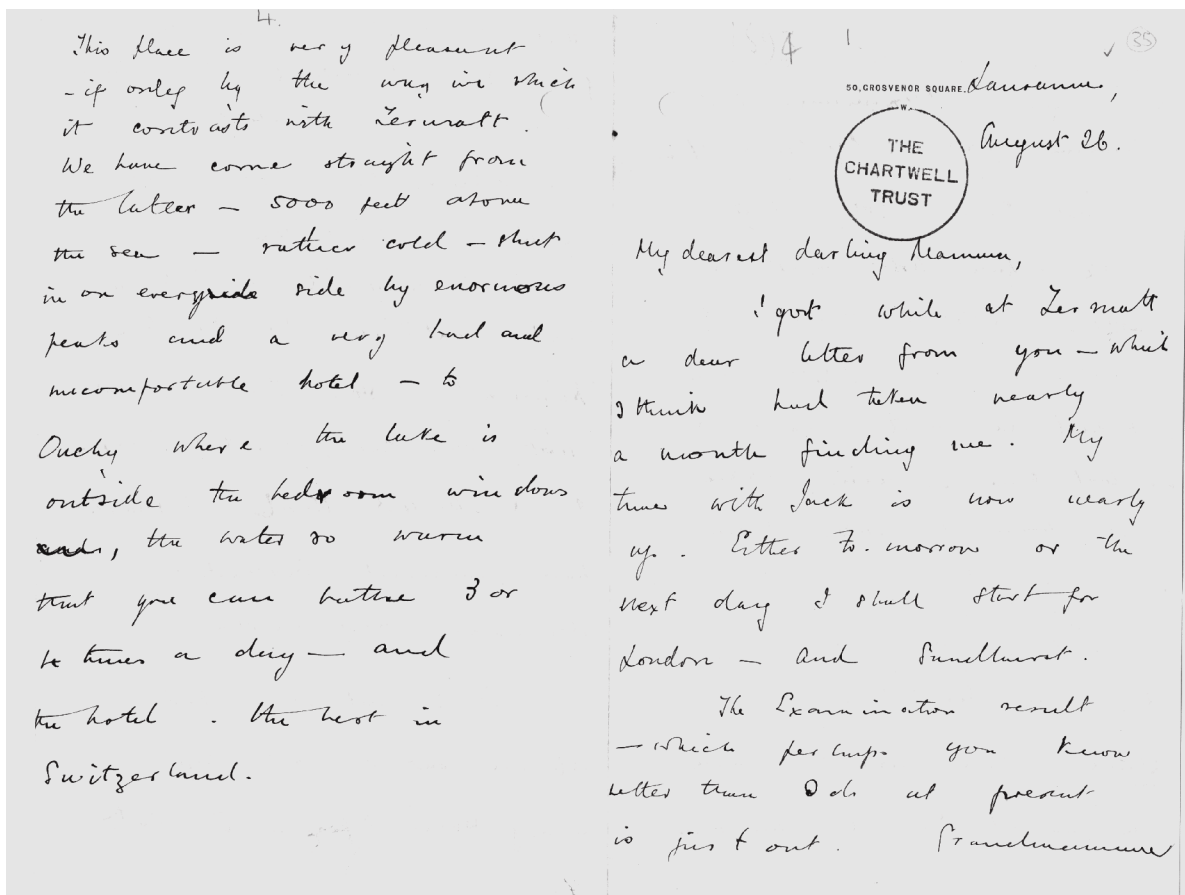 4.
This place is very pleasant
- if only by the way in which
it contrasts with Zermatt.
We have come straight from
the latter - 5000 feet above
the sea - rather cold - shut
in on every side by enormous
peaks and a very bad and
uncomfortable hotel - to
Ouchy where the lake is
outside the bedroom windows
, the water so warm
that you can bathe 3 or
4 times a day - and
the hotel . the best in
Switzerland.
4 1 35
50, GROSVENOR SQUARE. Lausanne,
W.
August 26.
THE
CHARTWELL
TRUST
My dearest darling Mamma,
I got while at Zermatt
a dear letter from you - which
I think had taken nearly
a month finding me. My
time with Jack is now nearly
up. Either To-morrow or the
next day I shall start for
London - and Sandhurst.
The Examination result
- which perhaps you know
better than I do at present
is just out. Grandmamma